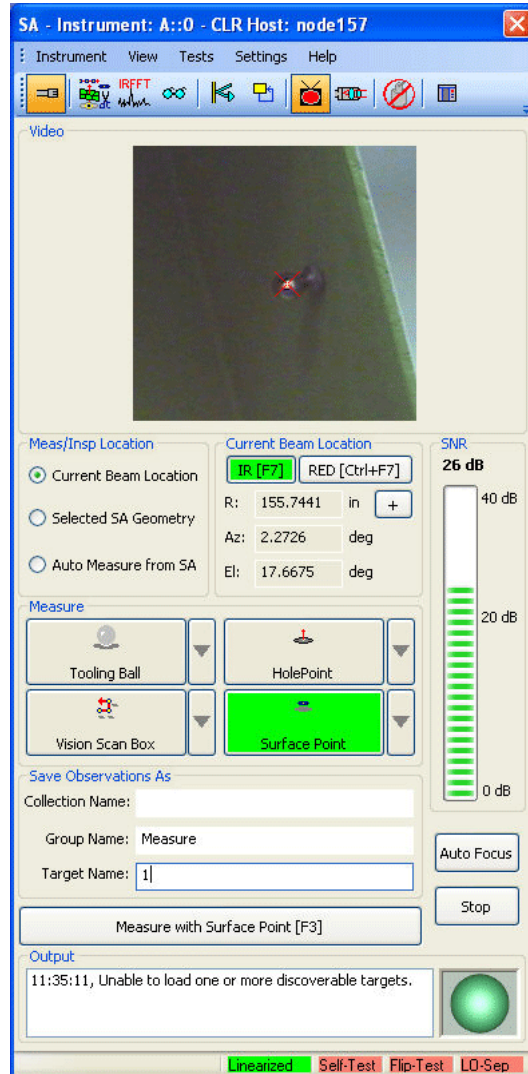 SA - Instrument: A::0 - CLR Host: node157
Instrument View Tests Settings Help
IRFFT
Video
Meas/Insp Location
Current Beam Location
Selected SA Geometry
Auto Measure from SA
Current Beam Location
IR [F7] RED [Ctrl+F7]
R: 155.7441 in +
Az: 2.2726 deg
El: 17.6675 deg
SNR
26 dB
40 dB
20 dB
0 dB
Measure
Tooling Ball
HolePoint
Vision Scan Box
Surface Point
Save Observations As
Collection Name:
Group Name: Measure
Target Name: 1
Auto Focus
Stop
Measure with Surface Point [F3]
Output
11:35:11, Unable to load one or more discoverable targets.
Linearized Self-Test Flip-Test LO-Sep